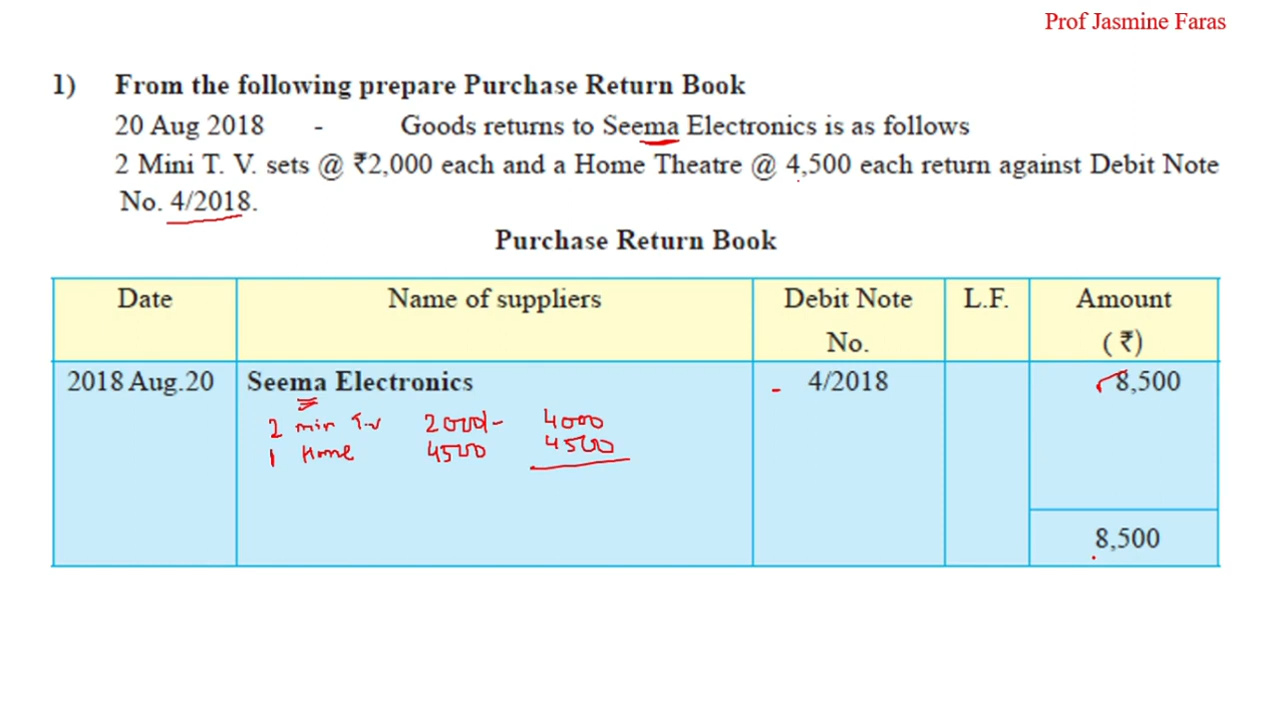 Prof Jasmine Faras
1) From the following prepare Purchase Return Book
20 Aug 2018 - Goods returns to Seema Electronics is as follows
2 Mini T. V. sets @ ₹2,000 each and a Home Theatre @ 4,500 each return against Debit Note
No. 4/2018.
Purchase Return Book
Date Name of suppliers Debit Note No. L.F. Amount (₹)
2018 Aug.20 Seema Electronics 4/2018 8,500
2 min T.V 2000/- 4000
1 Home 4500 4500
8,500